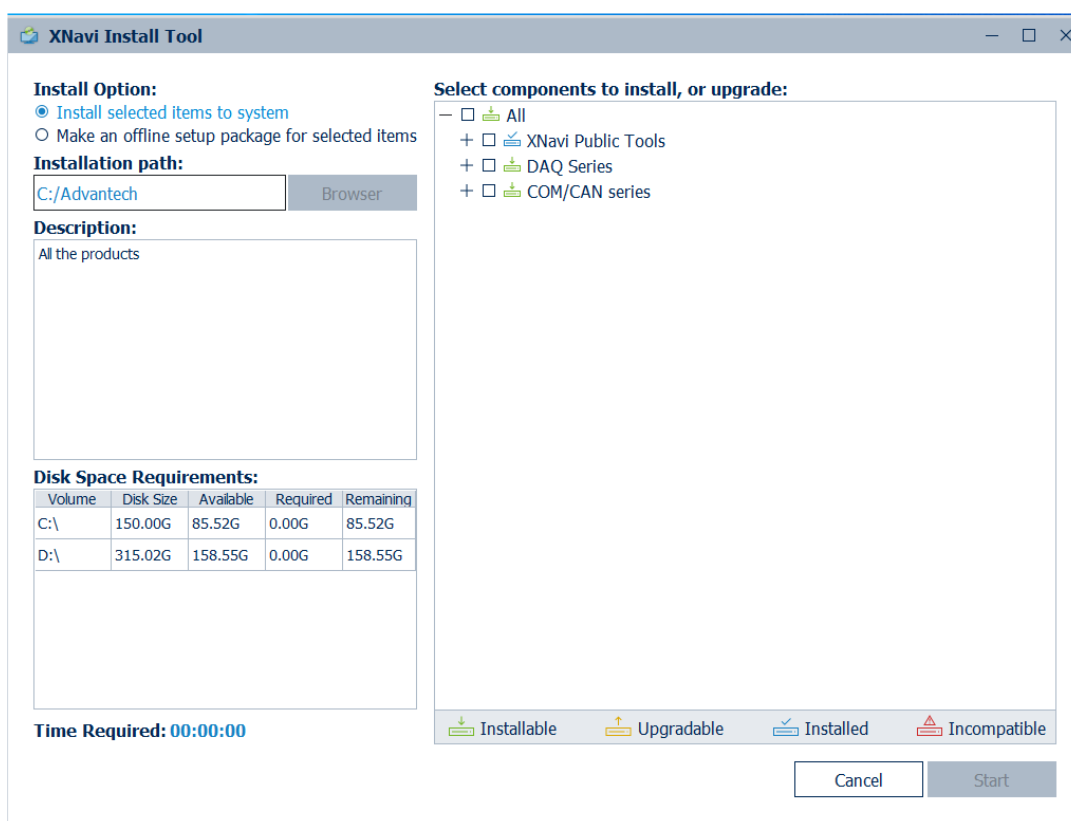 XNavi Install Tool
Install Option:
Install selected items to system
Make an offline setup package for selected items
Installation path:
C:/Advantech
Browser
Description:
All the products
Disk Space Requirements:
Volume Disk Size Available Required Remaining
C:\ 150.00G 85.52G 0.00G 85.52G
D:\ 315.02G 158.55G 0.00G 158.55G
Time Required: 00:00:00
Select components to install, or upgrade:
All
XNavi Public Tools
DAQ Series
COM/CAN series
Installable Upgradable Installed Incompatible
Cancel Start